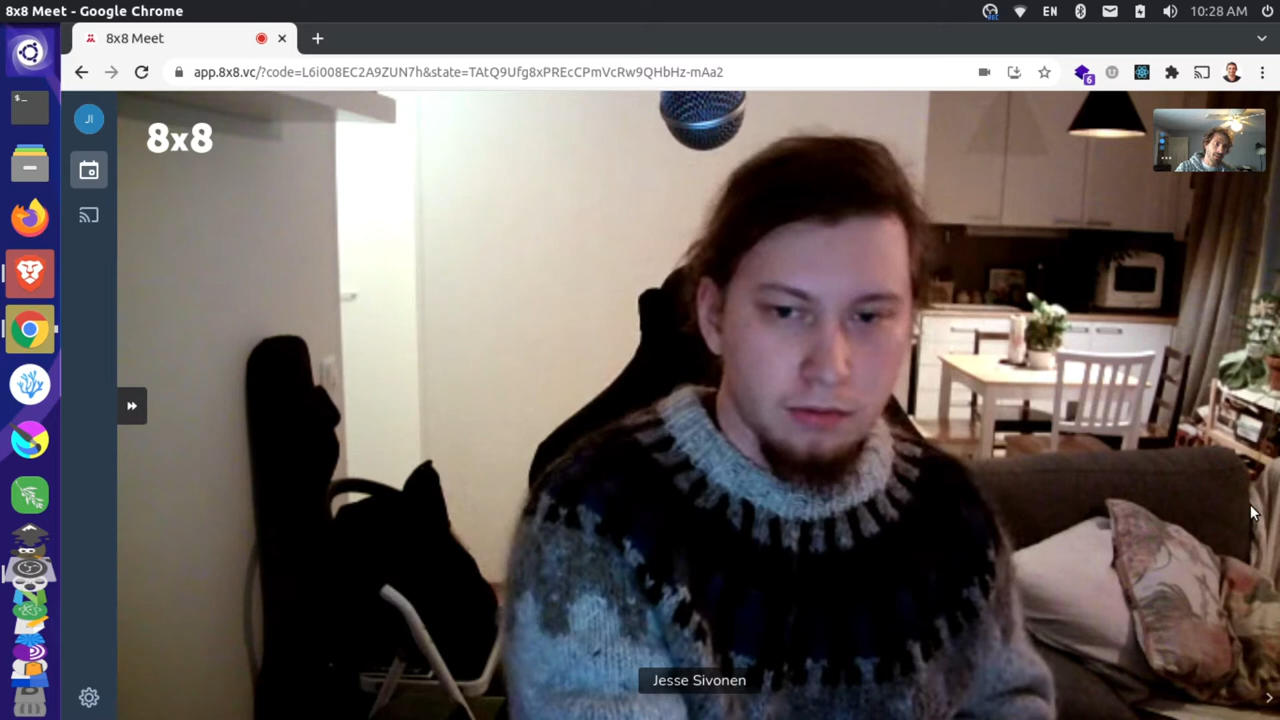 8x8 Meet - Google Chrome
EN
10:28 AM
8x8 Meet
app.8x8.vc/?code=L6i008EC2A9ZUN7h&state=TAtQ9Ufg8xPREcCPmVcRw9QHbHz-mAa2
6
JI
8x8
Jesse Sivonen